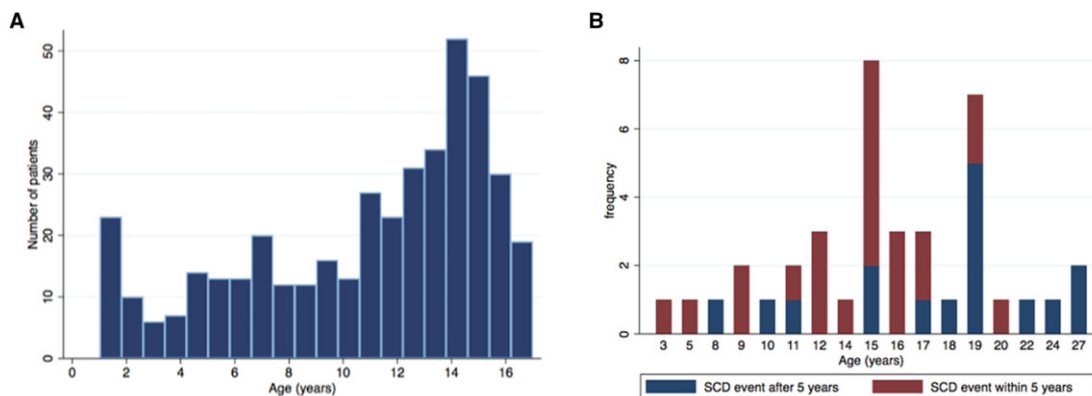 A
Number of patients
50
40
30
20
10
0
0 2 4 6 8 10 12 14 16
Age (years)
B
frequency
8
6
4
2
0
3 5 8 9 10 11 12 14 15 16 17 18 19 20 22 24 27
Age (years)
SCD event after 5 years SCD event within 5 years